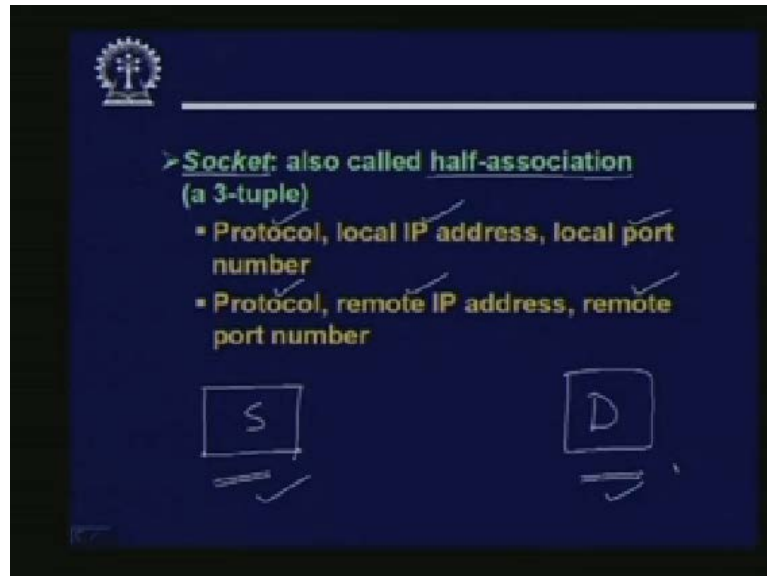 ➢Socket: also called half-association
(a 3-tuple)
▪ Protocol, local IP address, local port
number
▪ Protocol, remote IP address, remote
port number
S D